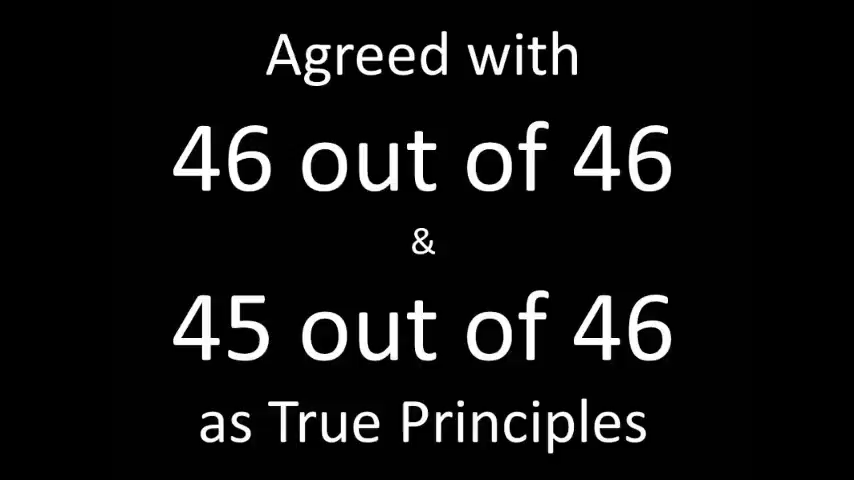 Agreed with
46 out of 46
&
45 out of 46
as True Principles